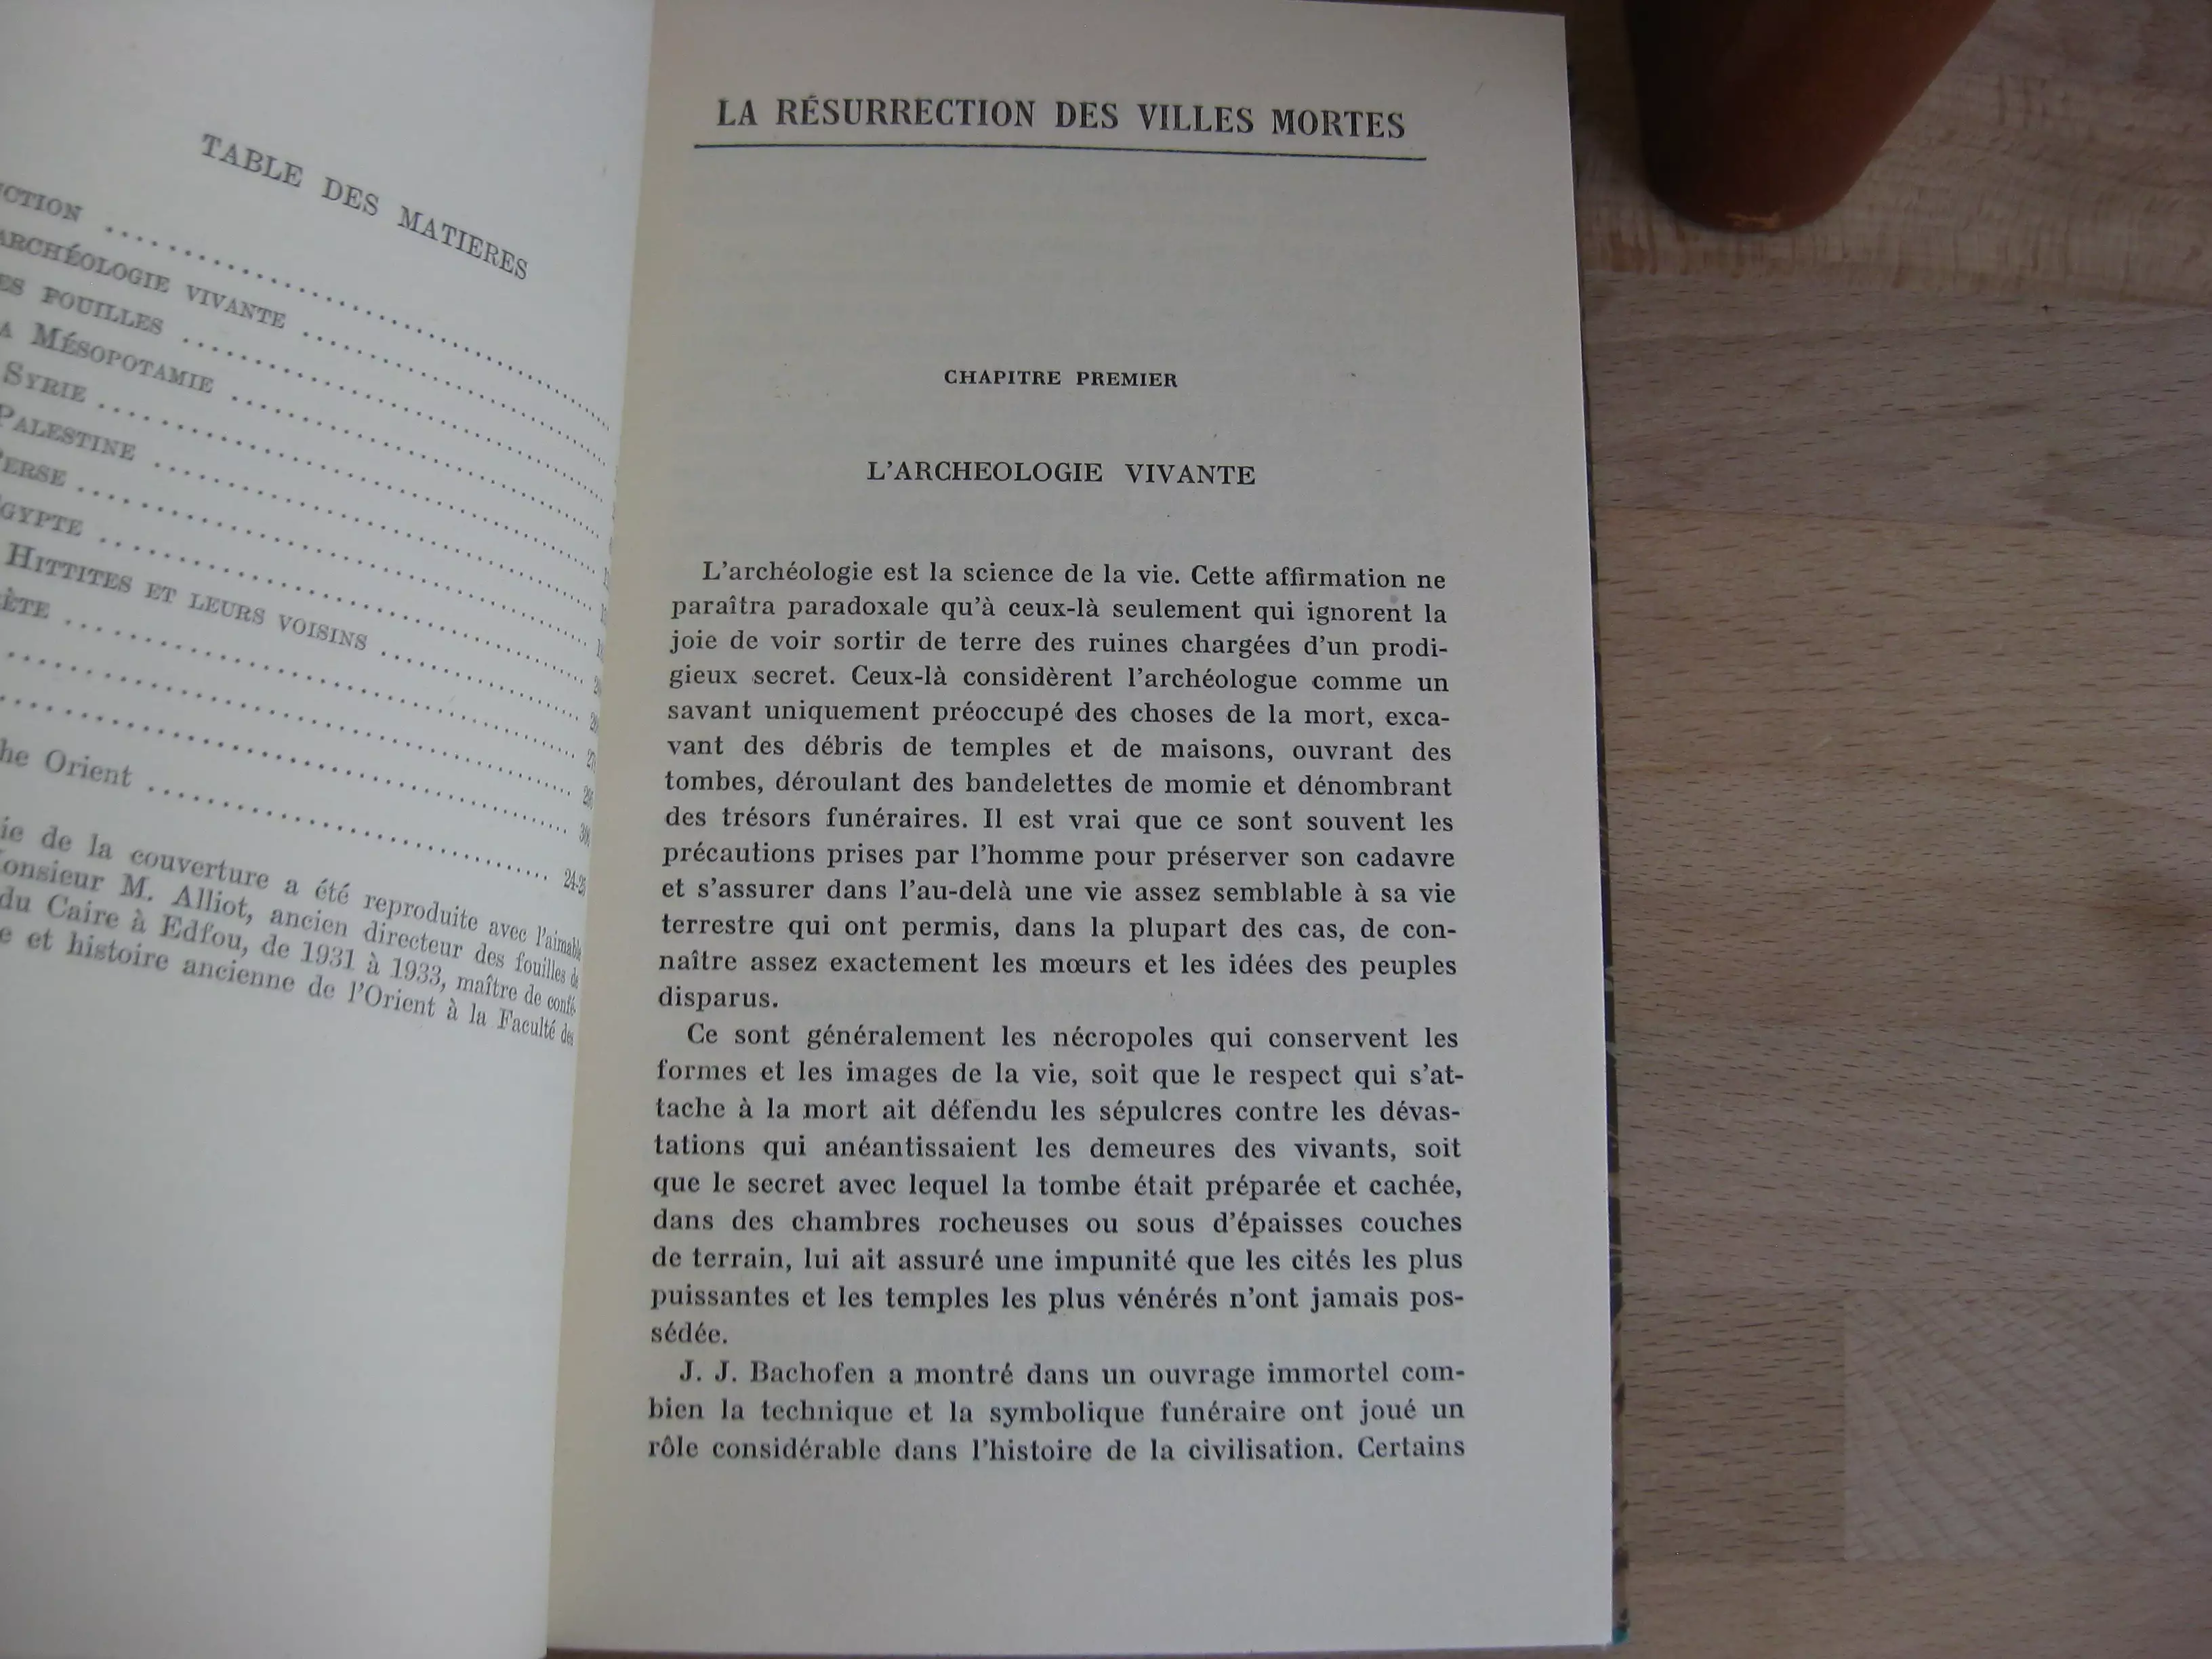 TABLE DES MATIERES
ARCHÉOLOGIE VIVANTE
FOUILLES
MÉSOPOTAMIE
SYRIE
PALESTINE
HITTITES ET LEURS VOISINS
Orient 24-25
de la couverture a été reproduite avec l'aimable
M. Alliot, ancien directeur des fouilles
du Caire à Edfou, de 1931 à 1933, maître de
et histoire ancienne de l'Orient à la Faculté des
LA RÉSURRECTION DES VILLES MORTES
CHAPITRE PREMIER
L'ARCHEOLOGIE VIVANTE
L'archéologie est la science de la vie. Cette affirmation ne
paraîtra paradoxale qu'à ceux-là seulement qui ignorent la
joie de voir sortir de terre des ruines chargées d'un prodi-
gieux secret. Ceux-là considèrent l'archéologue comme un
savant uniquement préoccupé des choses de la mort, exca-
vant des débris de temples et de maisons, ouvrant des
tombes, déroulant des bandelettes de momie et dénombrant
des trésors funéraires. Il est vrai que ce sont souvent les
précautions prises par l'homme pour préserver son cadavre
et s'assurer dans l'au-delà une vie assez semblable à sa vie
terrestre qui ont permis, dans la plupart des cas, de con-
naître assez exactement les mœurs et les idées des peuples
disparus.
Ce sont généralement les nécropoles qui conservent les
formes et les images de la vie, soit que le respect qui s'at-
tache à la mort ait défendu les sépulcres contre les dévas-
tations qui anéantissaient les demeures des vivants, soit
que le secret avec lequel la tombe était préparée et cachée,
dans des chambres rocheuses ou sous d'épaisses couches
de terrain, lui ait assuré une impunité que les cités les plus
puissantes et les temples les plus vénérés n'ont jamais pos-
sédée.
J. J. Bachofen a montré dans un ouvrage immortel com-
bien la technique et la symbolique funéraire ont joué un
rôle considérable dans l'histoire de la civilisation. Certains